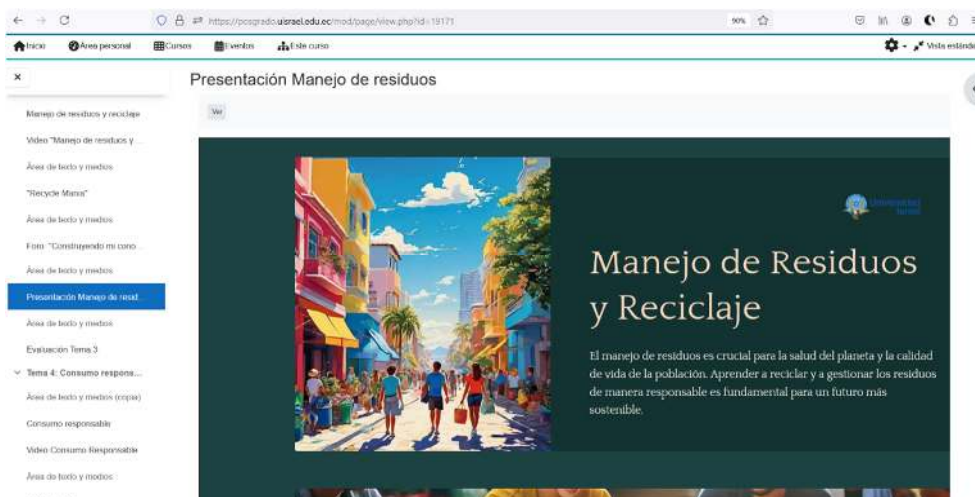 https://posgrado.uisrael.edu.ec/mod/page/view.php?id=19171
90%
Inicio
Área personal
Cursos
Eventos
Este curso
Vista estánda
Presentación Manejo de residuos
Ver
Manejo de residuos y reciclaje
Video "Manejo de residuos y ...
Área de texto y medios
"Recycle Mania"
Área de texto y medios
Foro "Construyendo mi cono...
Área de texto y medios
Presentación Manejo de resid...
Área de texto y medios
Evaluación Tema 3
Tema 4: Consumo respons...
Área de texto y medios (copia)
Consumo responsable
Video Consumo Responsable
Área de texto y medios
Universidad
Israel
Manejo de Residuos
y Reciclaje
El manejo de residuos es crucial para la salud del planeta y la calidad
de vida de la población. Aprender a reciclar y a gestionar los residuos
de manera responsable es fundamental para un futuro más
sostenible.